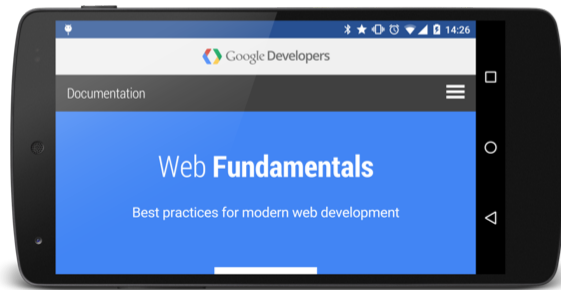 14:26
Google Developers
Documentation
Web Fundamentals
Best practices for modern web development